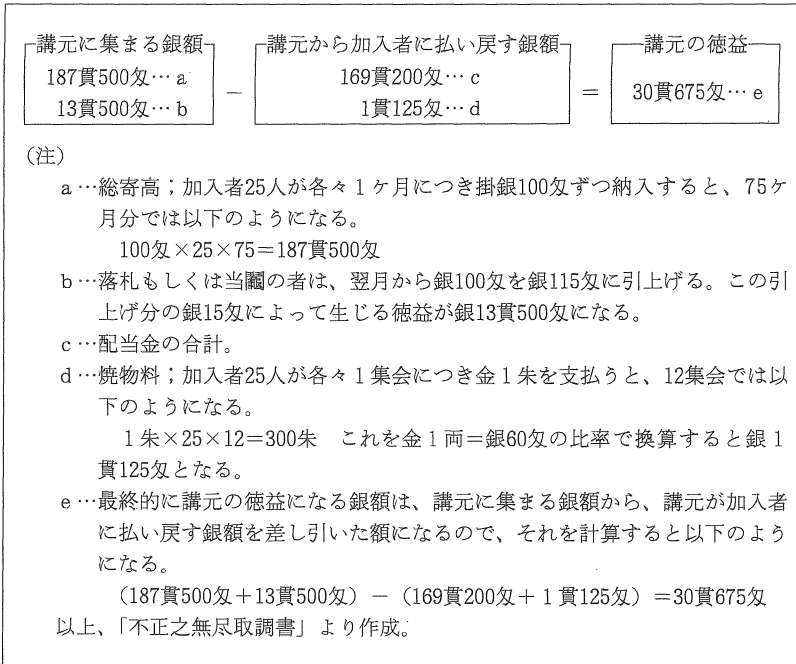 講元に集まる銀額 講元から加入者に払い戻す銀額 講元の徳益
187貫500匁…a 169貫200匁…c
－ ＝ 30貫675匁…e
13貫500匁…b 1貫125匁…d
（注）
a…総寄高；加入者25人が各々1ケ月につき掛銀100匁ずつ納入すると、75ケ
月分では以下のようになる。
100匁×25×75＝187貫500匁
b…落札もしくは当鬮の者は、翌月から銀100匁を銀115匁に引上げる。この引
上げ分の銀15匁によって生じる徳益が銀13貫500匁になる。
c…配当金の合計。
d…焼物料；加入者25人が各々1集会につき金1朱を支払うと、12集会では以
下のようになる。
1朱×25×12＝300朱　これを金1両＝銀60匁の比率で換算すると銀1
貫125匁となる。
e…最終的に講元の徳益になる銀額は、講元に集まる銀額から、講元が加入者
に払い戻す銀額を差し引いた額になるので、それを計算すると以下のよう
になる。
（187貫500匁＋13貫500匁）－（169貫200匁＋1貫125匁）＝30貫675匁
以上、「不正之無尽取調書」より作成。